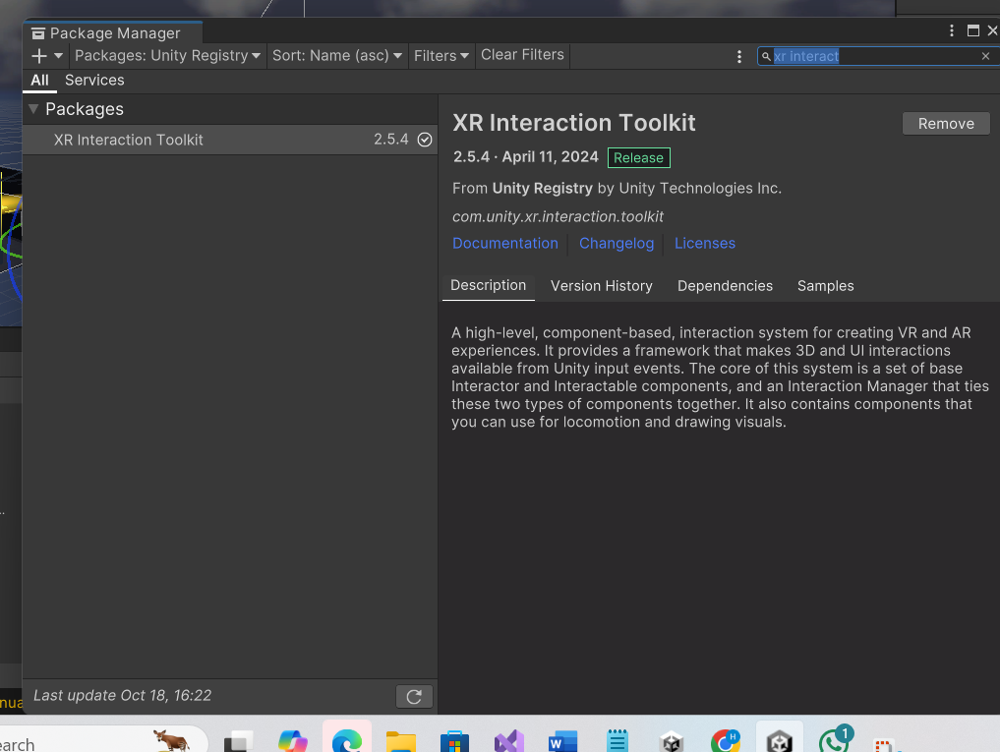 Package Manager
Packages: Unity Registry Sort: Name (asc) Filters Clear Filters xr interact
All Services
Packages
XR Interaction Toolkit 2.5.4
XR Interaction Toolkit
Remove
2.5.4 · April 11, 2024 Release
From Unity Registry by Unity Technologies Inc.
com.unity.xr.interaction.toolkit
Documentation Changelog Licenses
Description Version History Dependencies Samples
A high-level, component-based, interaction system for creating VR and AR
experiences. It provides a framework that makes 3D and UI interactions
available from Unity input events. The core of this system is a set of base
Interactor and Interactable components, and an Interaction Manager that ties
these two types of components together. It also contains components that
you can use for locomotion and drawing visuals.
Last update Oct 18, 16:22
nua
earch
W
H
1